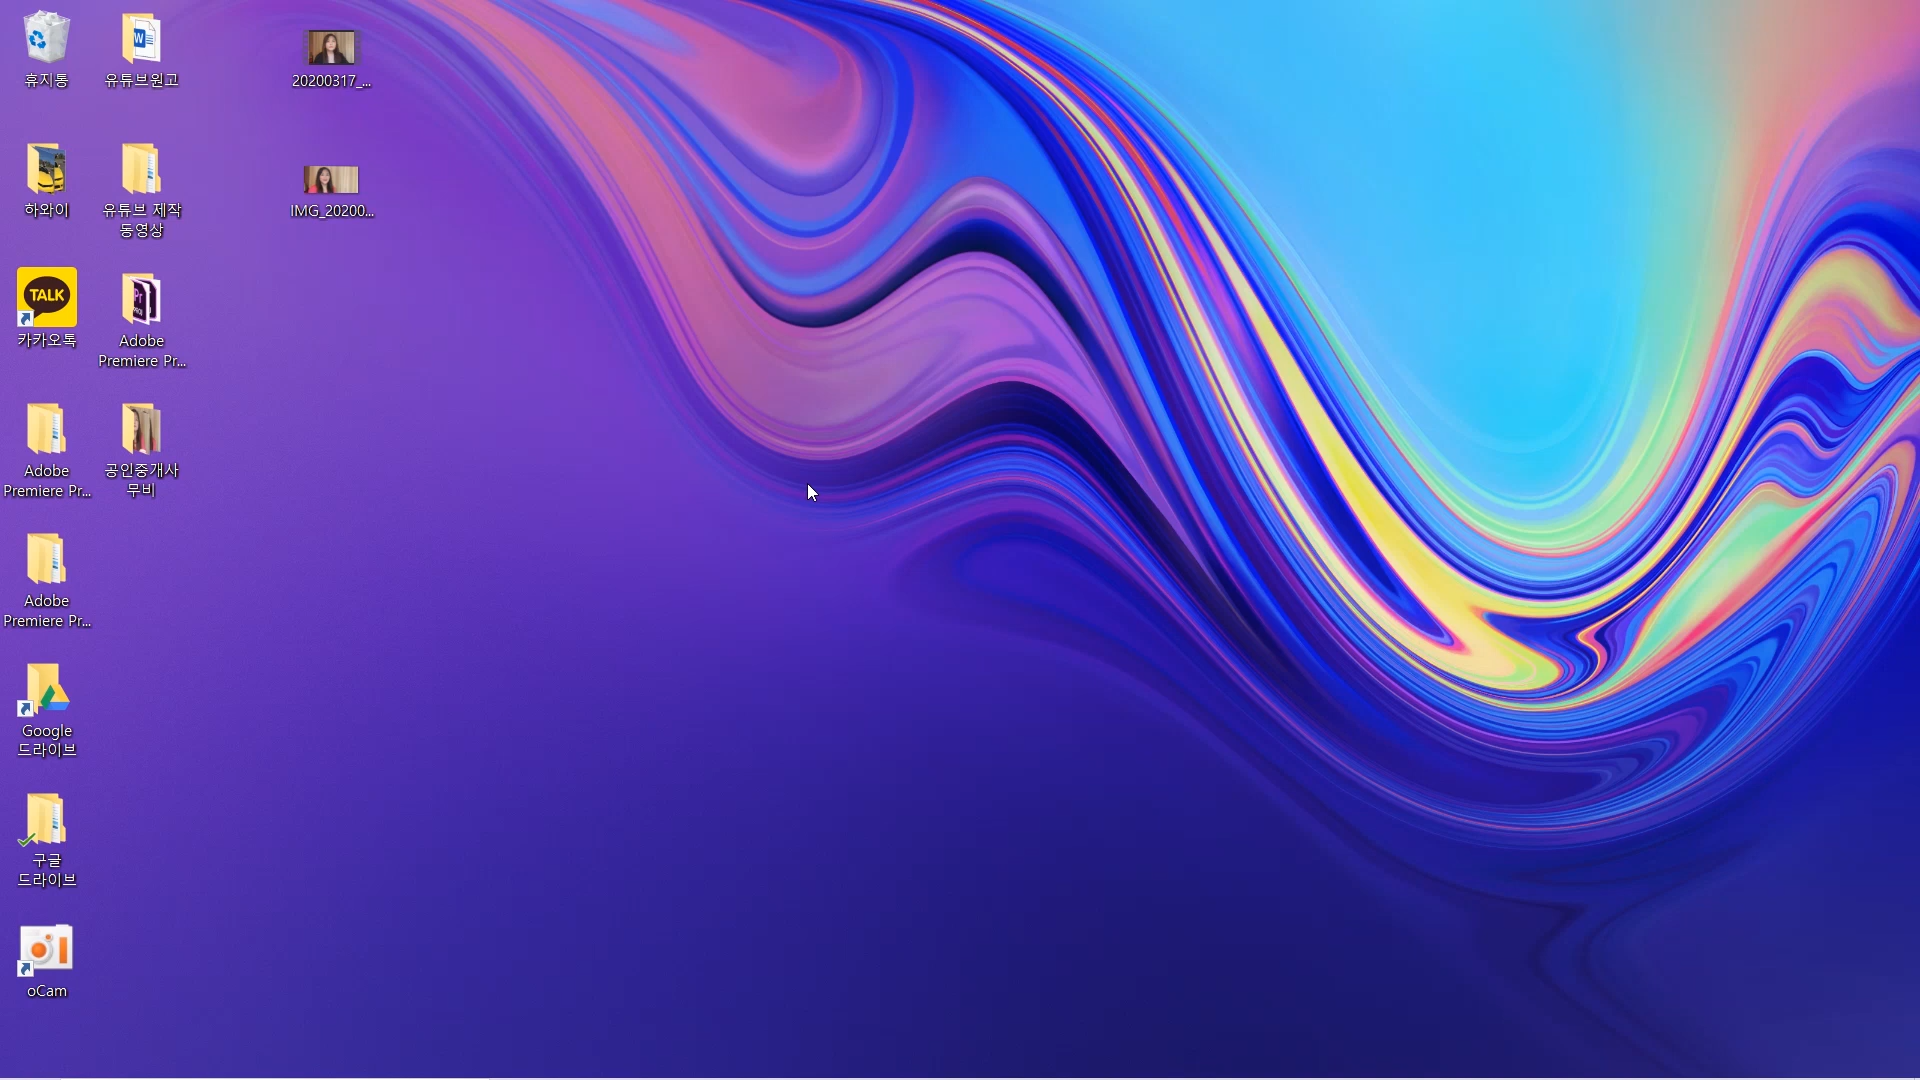 휴지통
유튜브원고
20200317_...
하와이
유튜브 제작
동영상
IMG_20200...
TALK
카카오톡
Pr
Adobe
Premiere Pr...
Adobe
Premiere Pr...
공인중개사
무비
Adobe
Premiere Pr...
Google
드라이브
구글
드라이브
oCam